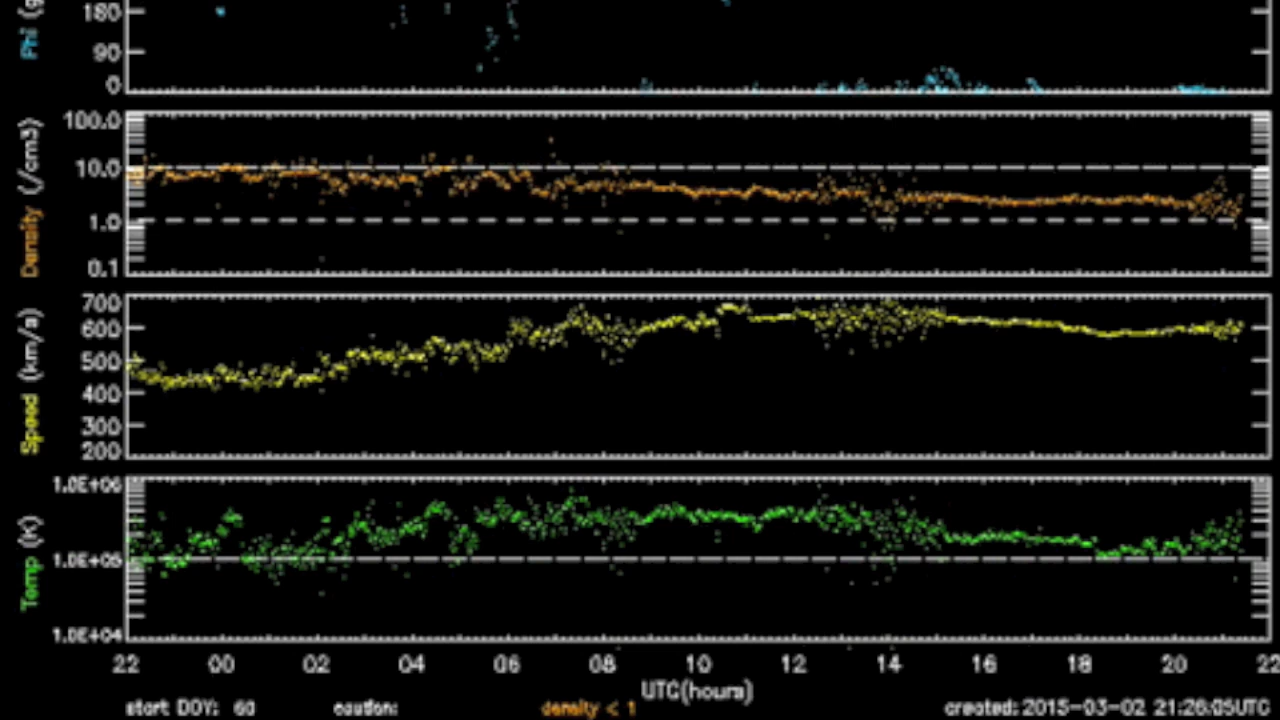 Phi (g
180
90
0
Density (/cm3)
100.0
10.0
1.0
0.1
Speed (km/s)
700
600
500
400
300
200
Temp (K)
1.0E+06
1.0E+05
1.0E+04
22 00 02 04 06 08 10 12 14 16 18 20 22
UTC(hours)
start DOY: 60 caution: density < 1 created: 2015-03-02 21:26:05UTC